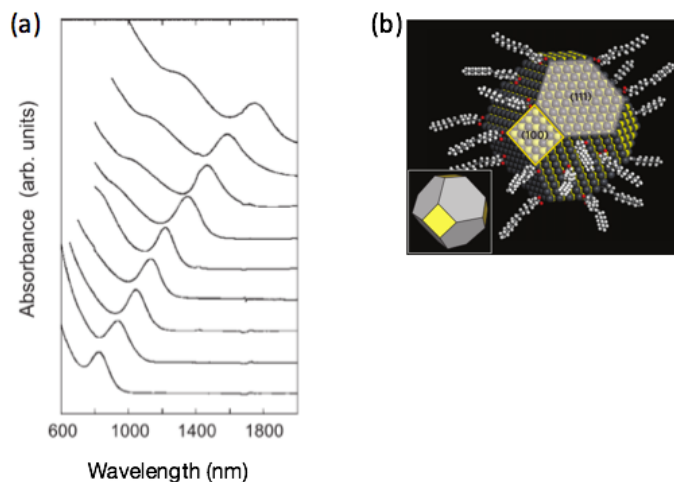 (a)
Absorbance (arb. units)
600 1000 1400 1800
Wavelength (nm)
(b)
(111)
(100)